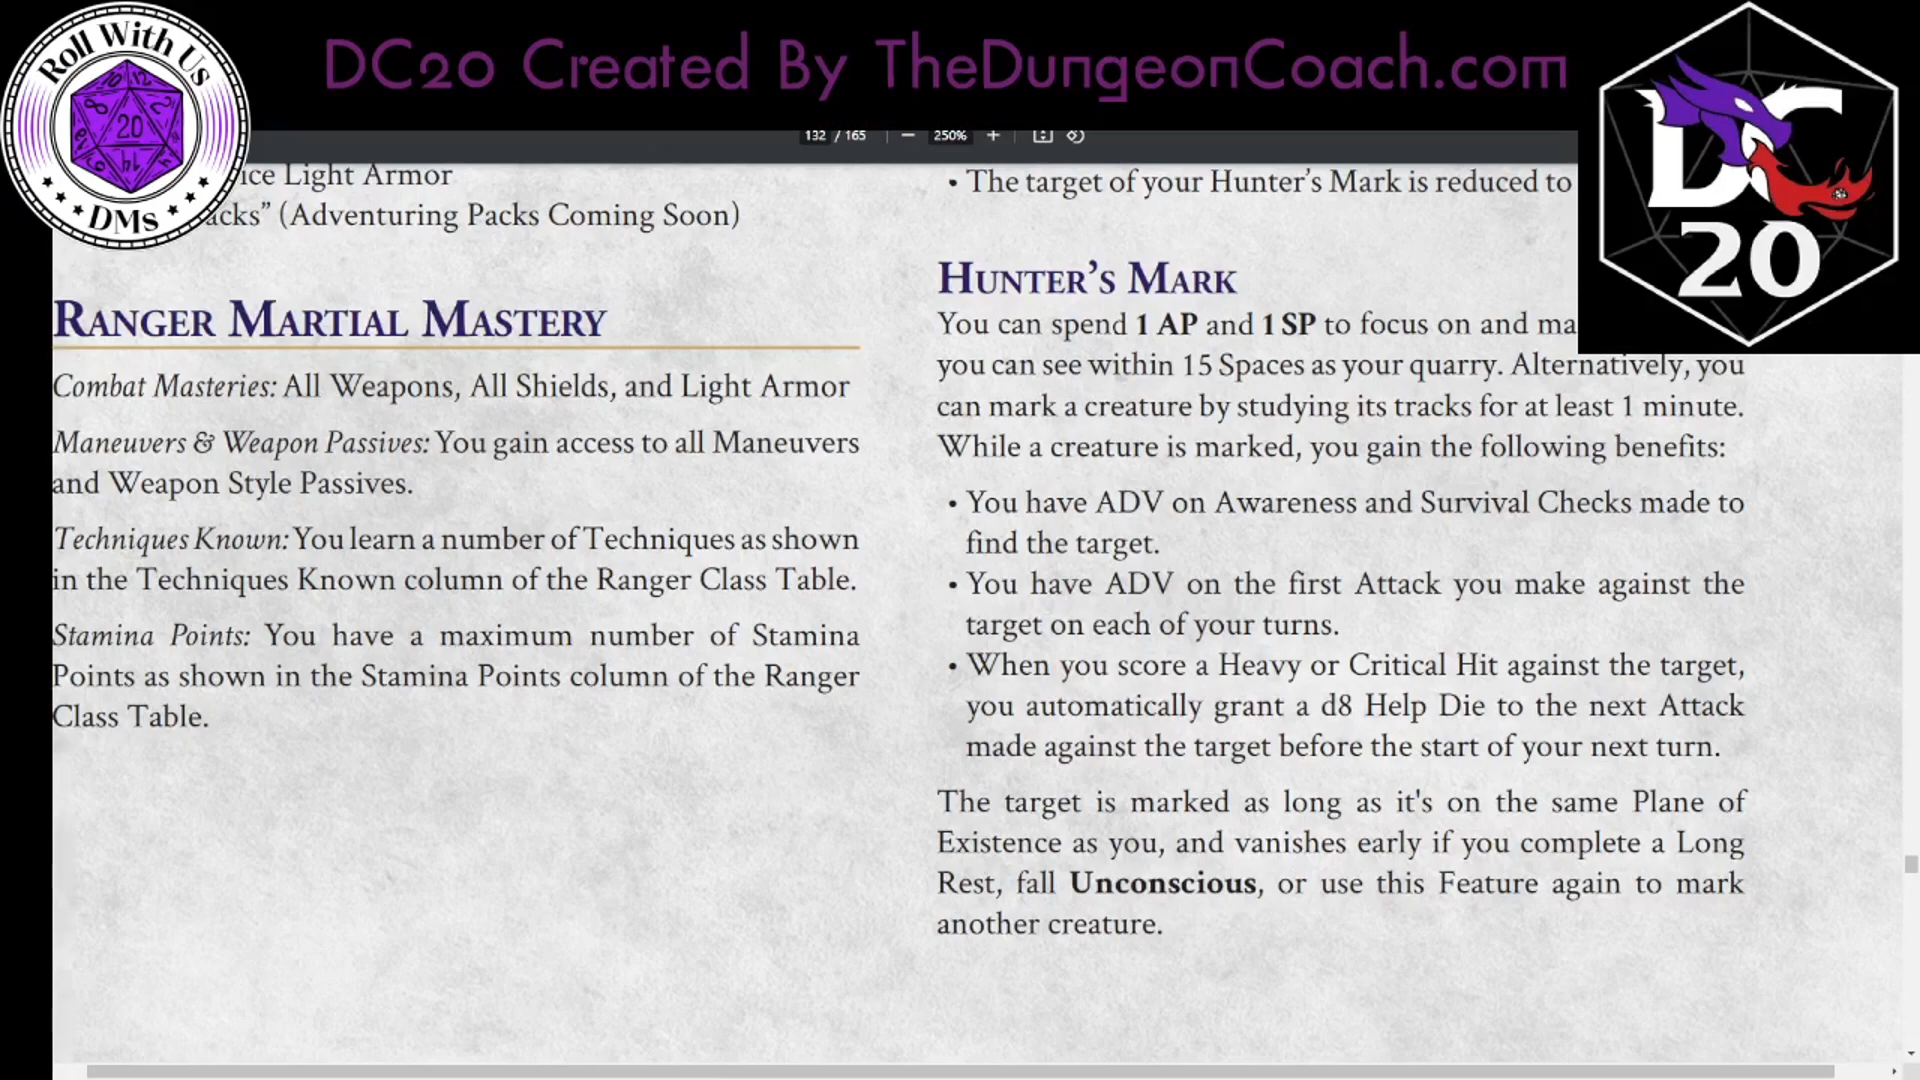 Roll With Us
20
DMs
DC20 Created By TheDungeonCoach.com
DC
20
132 / 165 − 250% +
ice Light Armor
acks” (Adventuring Packs Coming Soon)
RANGER MARTIAL MASTERY
Combat Masteries: All Weapons, All Shields, and Light Armor
Maneuvers & Weapon Passives: You gain access to all Maneuvers
and Weapon Style Passives.
Techniques Known: You learn a number of Techniques as shown
in the Techniques Known column of the Ranger Class Table.
Stamina Points: You have a maximum number of Stamina
Points as shown in the Stamina Points column of the Ranger
Class Table.
• The target of your Hunter’s Mark is reduced to
HUNTER’S MARK
You can spend 1 AP and 1 SP to focus on and ma
you can see within 15 Spaces as your quarry. Alternatively, you
can mark a creature by studying its tracks for at least 1 minute.
While a creature is marked, you gain the following benefits:
• You have ADV on Awareness and Survival Checks made to
find the target.
• You have ADV on the first Attack you make against the
target on each of your turns.
• When you score a Heavy or Critical Hit against the target,
you automatically grant a d8 Help Die to the next Attack
made against the target before the start of your next turn.
The target is marked as long as it's on the same Plane of
Existence as you, and vanishes early if you complete a Long
Rest, fall Unconscious, or use this Feature again to mark
another creature.